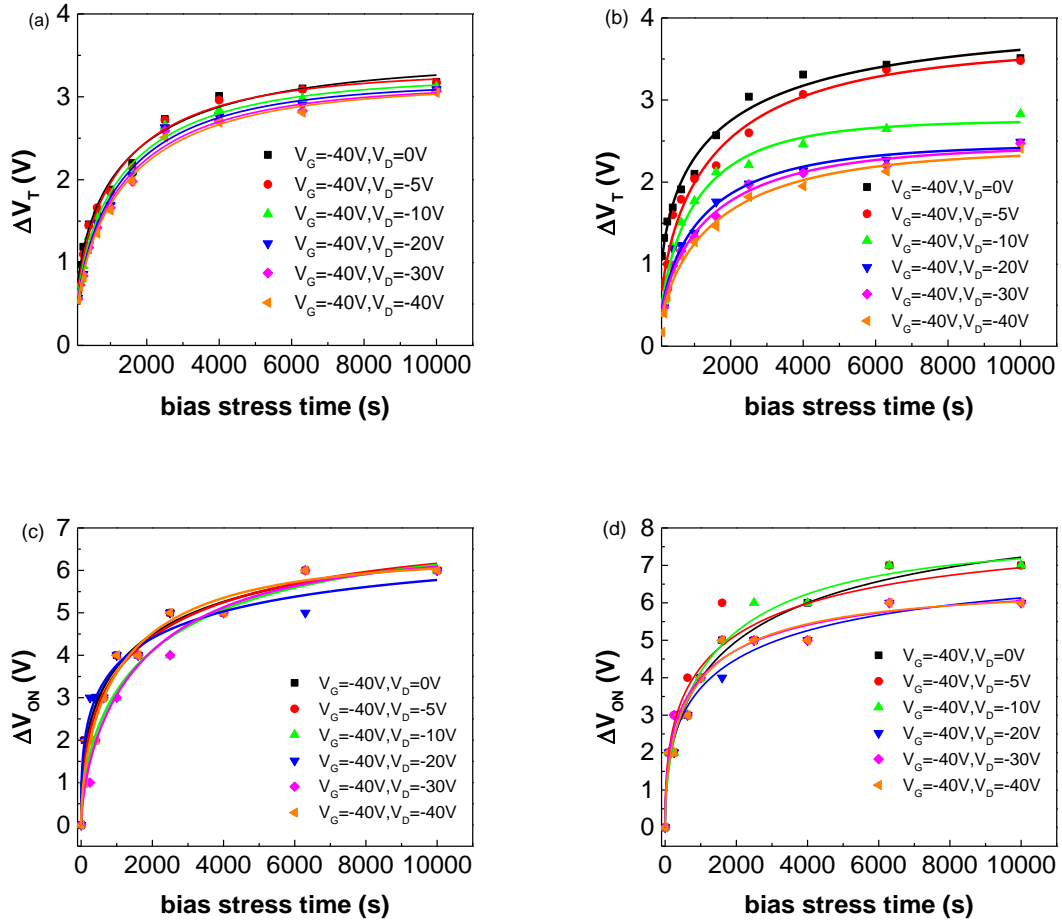 (a)
4
3
2
1
0
ΔV_T (V)
V_G=-40V,V_D=0V
V_G=-40V,V_D=-5V
V_G=-40V,V_D=-10V
V_G=-40V,V_D=-20V
V_G=-40V,V_D=-30V
V_G=-40V,V_D=-40V
2000 4000 6000 8000 10000
bias stress time (s)
(b)
4
3
2
1
0
ΔV_T (V)
V_G=-40V,V_D=0V
V_G=-40V,V_D=-5V
V_G=-40V,V_D=-10V
V_G=-40V,V_D=-20V
V_G=-40V,V_D=-30V
V_G=-40V,V_D=-40V
2000 4000 6000 8000 10000
bias stress time (s)
(c)
7
6
5
4
3
2
1
0
ΔV_ON (V)
V_G=-40V,V_D=0V
V_G=-40V,V_D=-5V
V_G=-40V,V_D=-10V
V_G=-40V,V_D=-20V
V_G=-40V,V_D=-30V
V_G=-40V,V_D=-40V
0 2000 4000 6000 8000 10000
bias stress time (s)
(d)
8
7
6
5
4
3
2
1
0
ΔV_ON (V)
V_G=-40V,V_D=0V
V_G=-40V,V_D=-5V
V_G=-40V,V_D=-10V
V_G=-40V,V_D=-20V
V_G=-40V,V_D=-30V
V_G=-40V,V_D=-40V
0 2000 4000 6000 8000 10000
bias stress time (s)